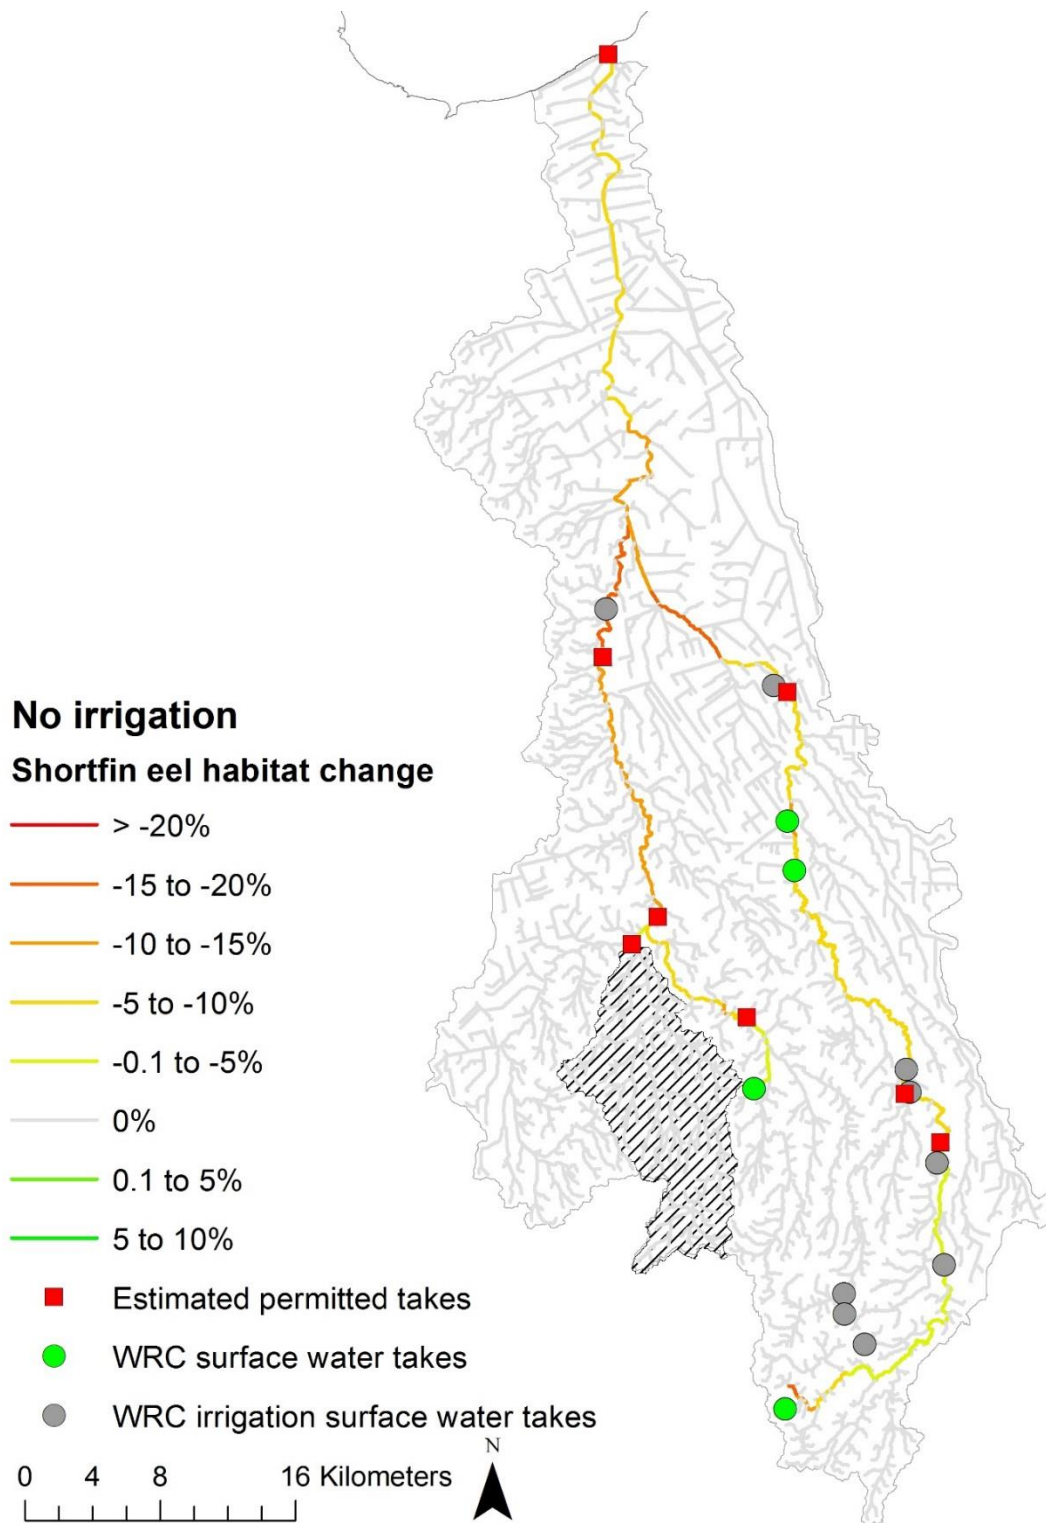 No irrigation
Shortfin eel habitat change
> -20%
-15 to -20%
-10 to -15%
-5 to -10%
-0.1 to -5%
0%
0.1 to 5%
5 to 10%
Estimated permitted takes
WRC surface water takes
WRC irrigation surface water takes
N
0 4 8 16 Kilometers